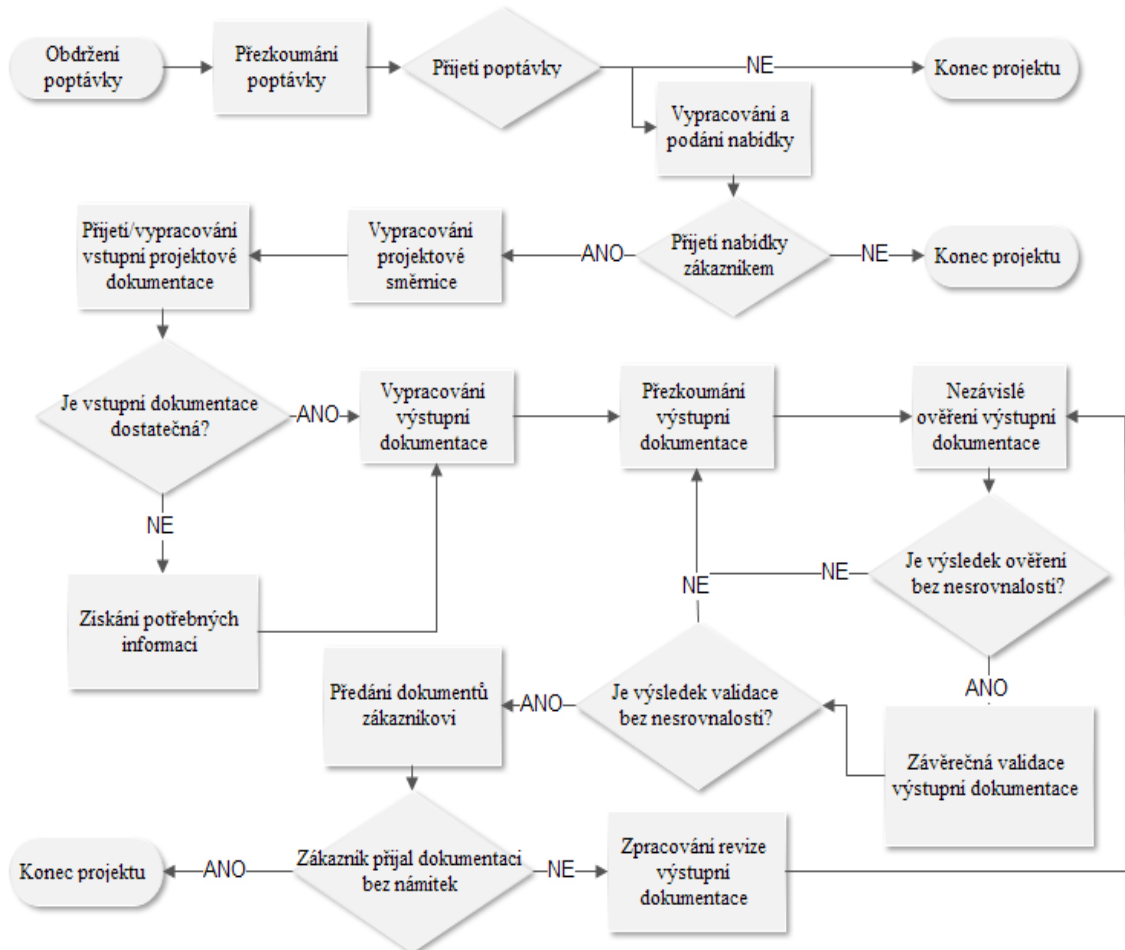 Obdržení
poptávky
Přezkoumání
poptávky
Přijetí poptávky
NE
Konec projektu
Vypracování a
podání nabídky
Přijetí/vypracování
vstupní projektové
dokumentace
Vypracování
projektové
směrnice
ANO
Přijetí nabídky
zákazníkem
NE
Konec projektu
Je vstupní dokumentace
dostatečná?
ANO
Vypracování
výstupní
dokumentace
Přezkoumání
výstupní
dokumentace
Nezávislé
ověření výstupní
dokumentace
NE
Získání potřebných
informací
NE
NE
Je výsledek ověření
bez nesrovnalostí?
ANO
Předání dokumentů
zákazníkovi
ANO
Je výsledek validace
bez nesrovnalostí?
Závěrečná validace
výstupní dokumentace
Konec projektu
ANO
Zákazník přijal dokumentaci
bez námitek
NE
Zpracování revize
výstupní
dokumentace